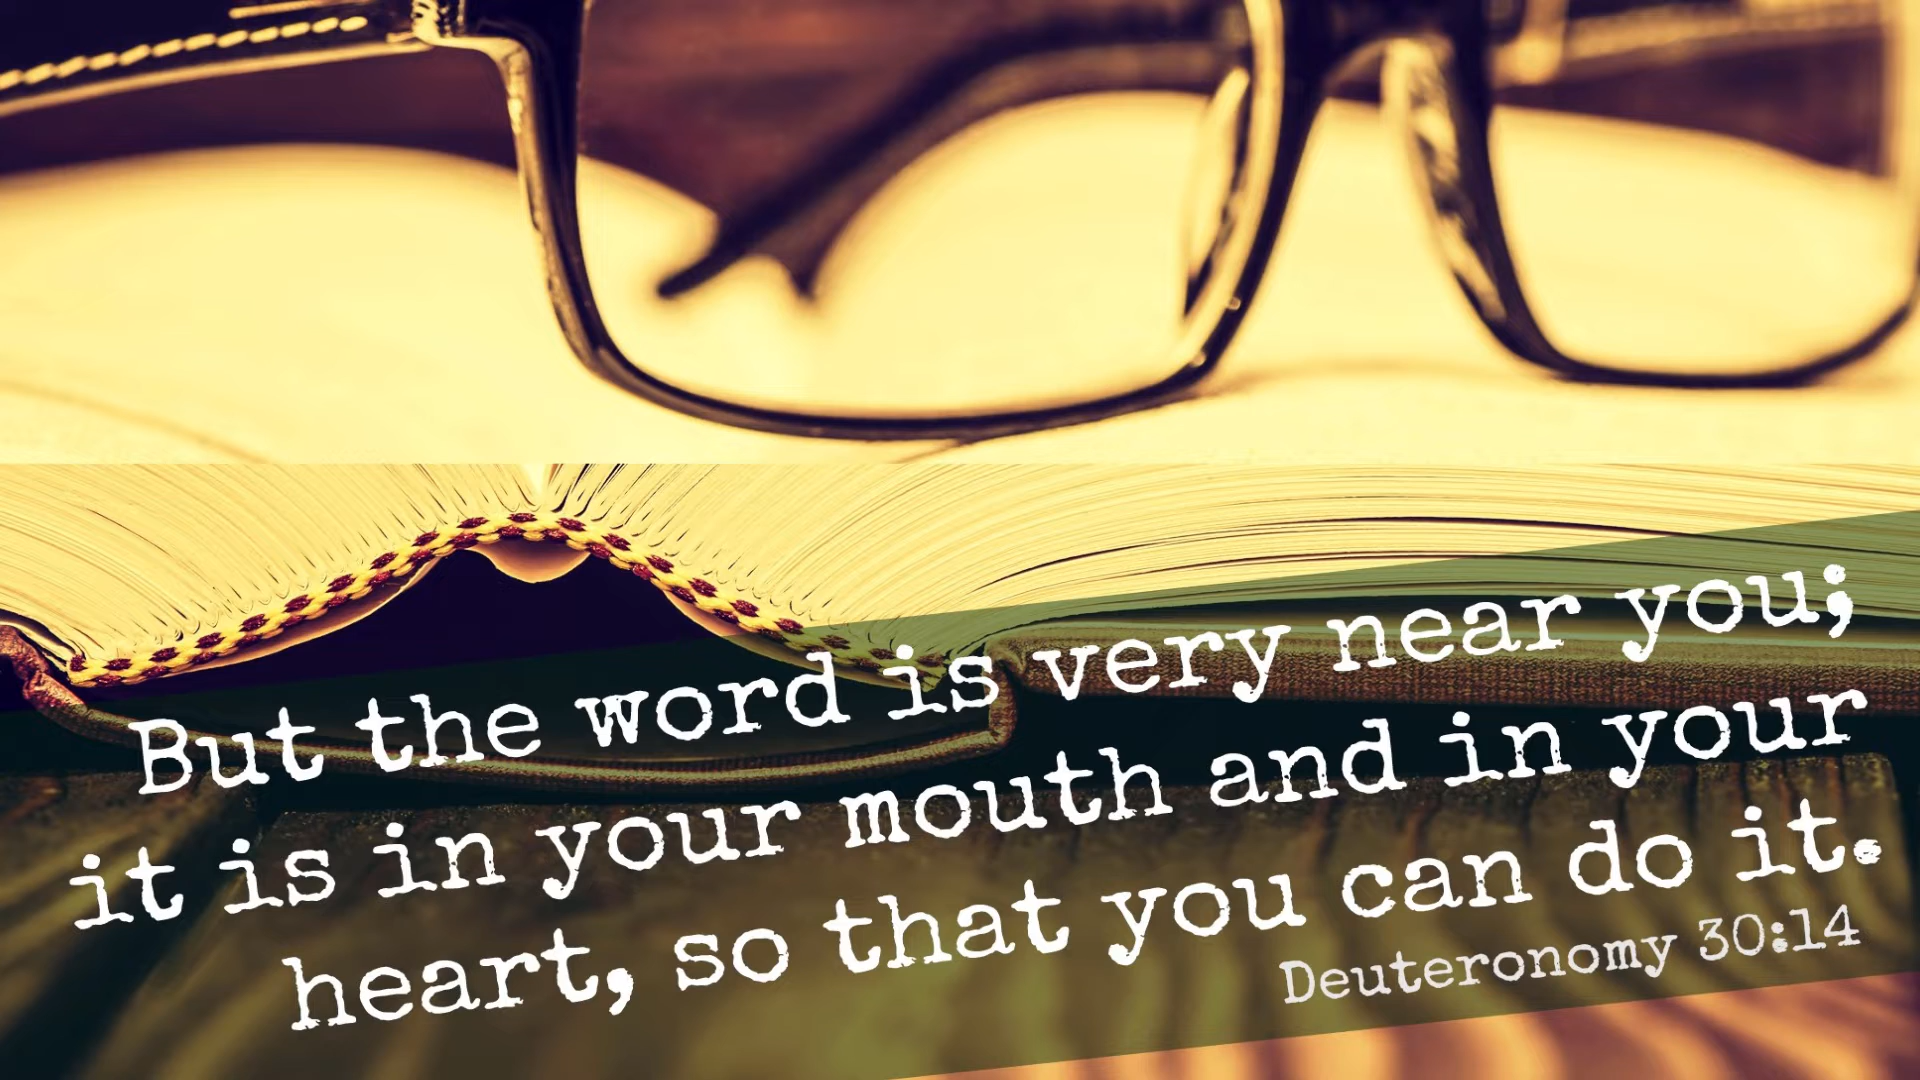 But the word is very near you;
it is in your mouth and in your
heart, so that you can do it.
Deuteronomy 30:14